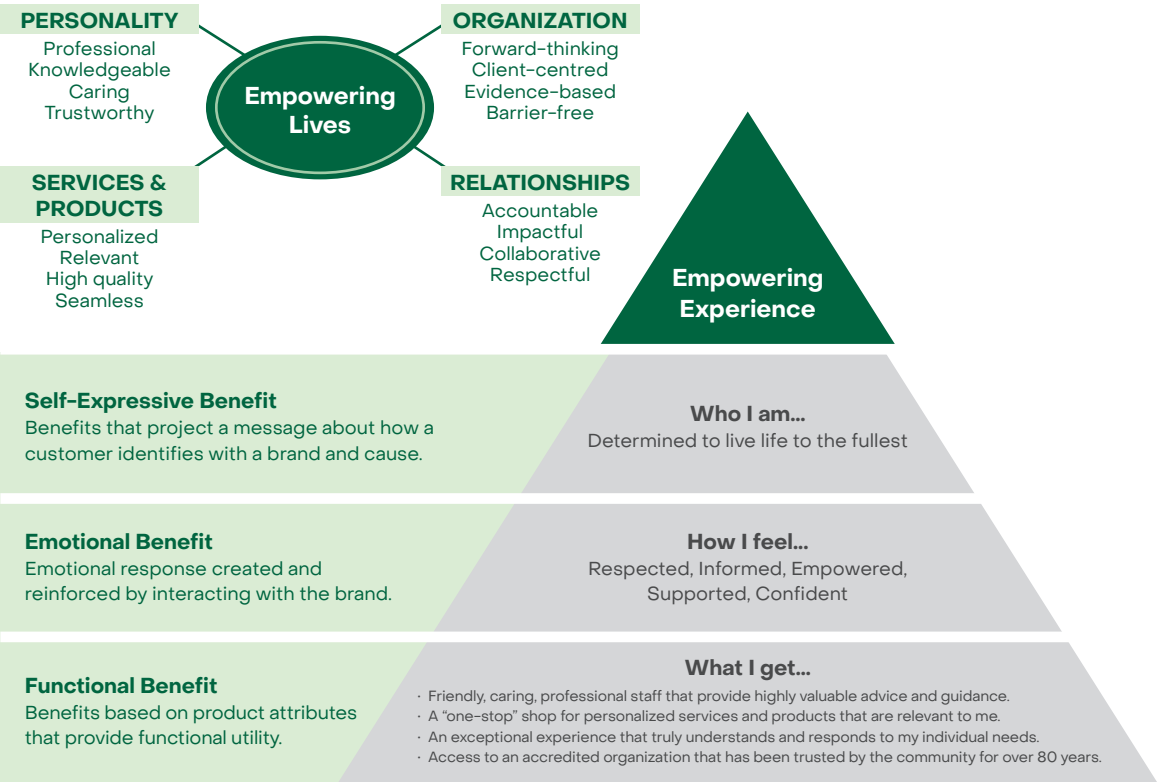 PERSONALITY
Professional
Knowledgeable
Caring
Trustworthy
Empowering
Lives
ORGANIZATION
Forward-thinking
Client-centred
Evidence-based
Barrier-free
SERVICES &
PRODUCTS
Personalized
Relevant
High quality
Seamless
RELATIONSHIPS
Accountable
Impactful
Collaborative
Respectful
Empowering
Experience
Self-Expressive Benefit
Benefits that project a message about how a
customer identifies with a brand and cause.
Who I am...
Determined to live life to the fullest
Emotional Benefit
Emotional response created and
reinforced by interacting with the brand.
How I feel...
Respected, Informed, Empowered,
Supported, Confident
Functional Benefit
Benefits based on product attributes
that provide functional utility.
What I get...
· Friendly, caring, professional staff that provide highly valuable advice and guidance.
· A “one-stop” shop for personalized services and products that are relevant to me.
· An exceptional experience that truly understands and responds to my individual needs.
· Access to an accredited organization that has been trusted by the community for over 80 years.